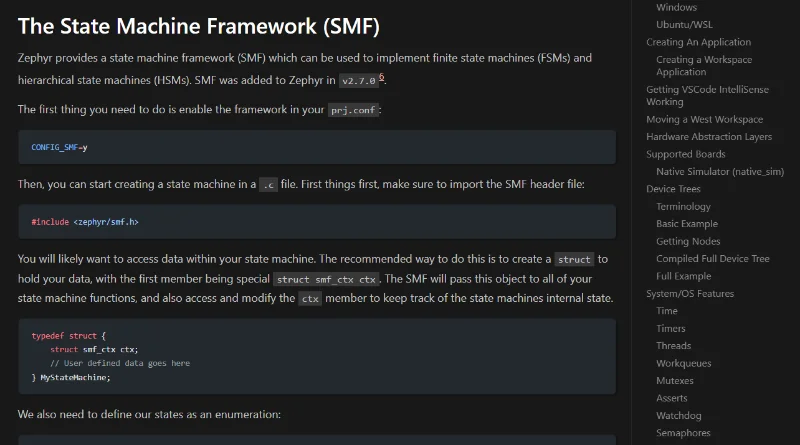 The State Machine Framework (SMF)
Zephyr provides a state machine framework (SMF) which can be used to implement finite state machines (FSMs) and
hierarchical state machines (HSMs). SMF was added to Zephyr in v2.7.0 6.
The first thing you need to do is enable the framework in your prj.conf:
CONFIG_SMF=y
Then, you can start creating a state machine in a .c file. First things first, make sure to import the SMF header file:
#include <zephyr/smf.h>
You will likely want to access data within your state machine. The recommended way to do this is to create a struct to
hold your data, with the first member being special struct smf_ctx ctx. The SMF will pass this object to all of your
state machine functions, and also access and modify the ctx member to keep track of the state machines internal state.
typedef struct {
    struct smf_ctx ctx;
    // User defined data goes here
} MyStateMachine;
We also need to define our states as an enumeration:
Windows
Ubuntu/WSL
Creating An Application
Creating a Workspace
Application
Getting VSCode IntelliSense
Working
Moving a West Workspace
Hardware Abstraction Layers
Supported Boards
Native Simulator (native_sim)
Device Trees
Terminology
Basic Example
Getting Nodes
Compiled Full Device Tree
Full Example
System/OS Features
Time
Timers
Threads
Workqueues
Mutexes
Asserts
Watchdog
Semaphores